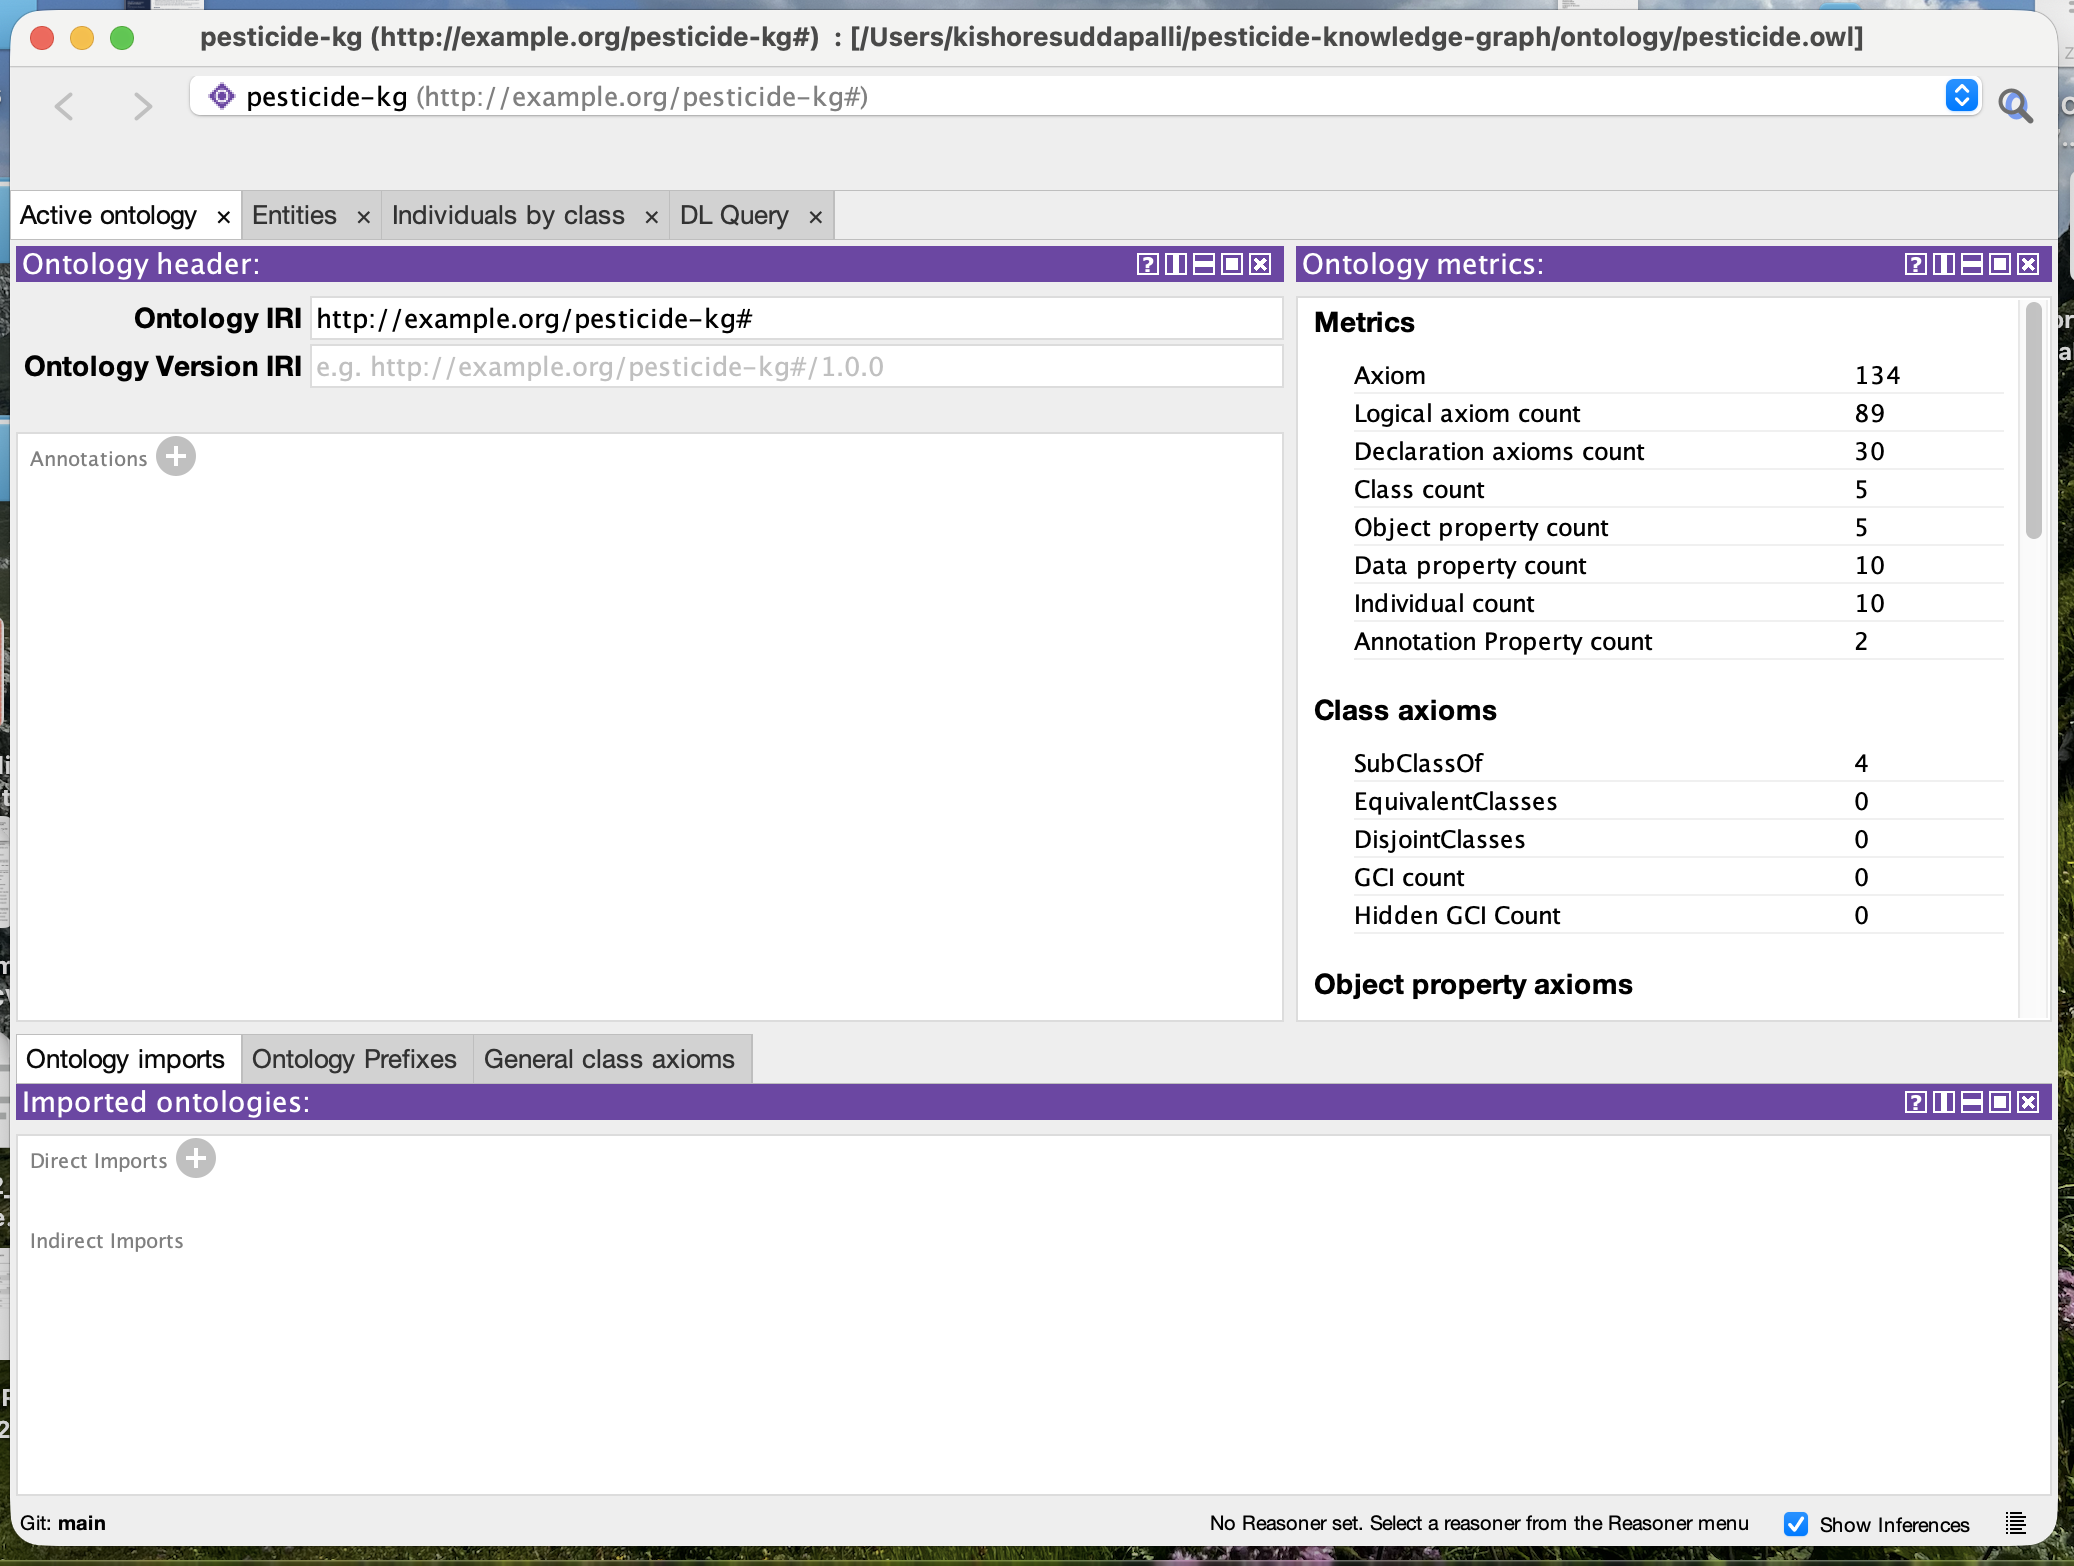 pesticide-kg (http://example.org/pesticide-kg#) : [/Users/kishoresuddapalli/pesticide-knowledge-graph/ontology/pesticide.owl]
pesticide-kg (http://example.org/pesticide-kg#)
Active ontology × Entities × Individuals by class × DL Query ×
Ontology header:
Ontology IRI http://example.org/pesticide-kg#
Ontology Version IRI e.g. http://example.org/pesticide-kg#/1.0.0
Annotations
Ontology metrics:
Metrics
Axiom 134
Logical axiom count 89
Declaration axioms count 30
Class count 5
Object property count 5
Data property count 10
Individual count 10
Annotation Property count 2
Class axioms
SubClassOf 4
EquivalentClasses 0
DisjointClasses 0
GCI count 0
Hidden GCI Count 0
Object property axioms
Ontology imports Ontology Prefixes General class axioms
Imported ontologies:
Direct Imports
Indirect Imports
Git: main
No Reasoner set. Select a reasoner from the Reasoner menu Show Inferences